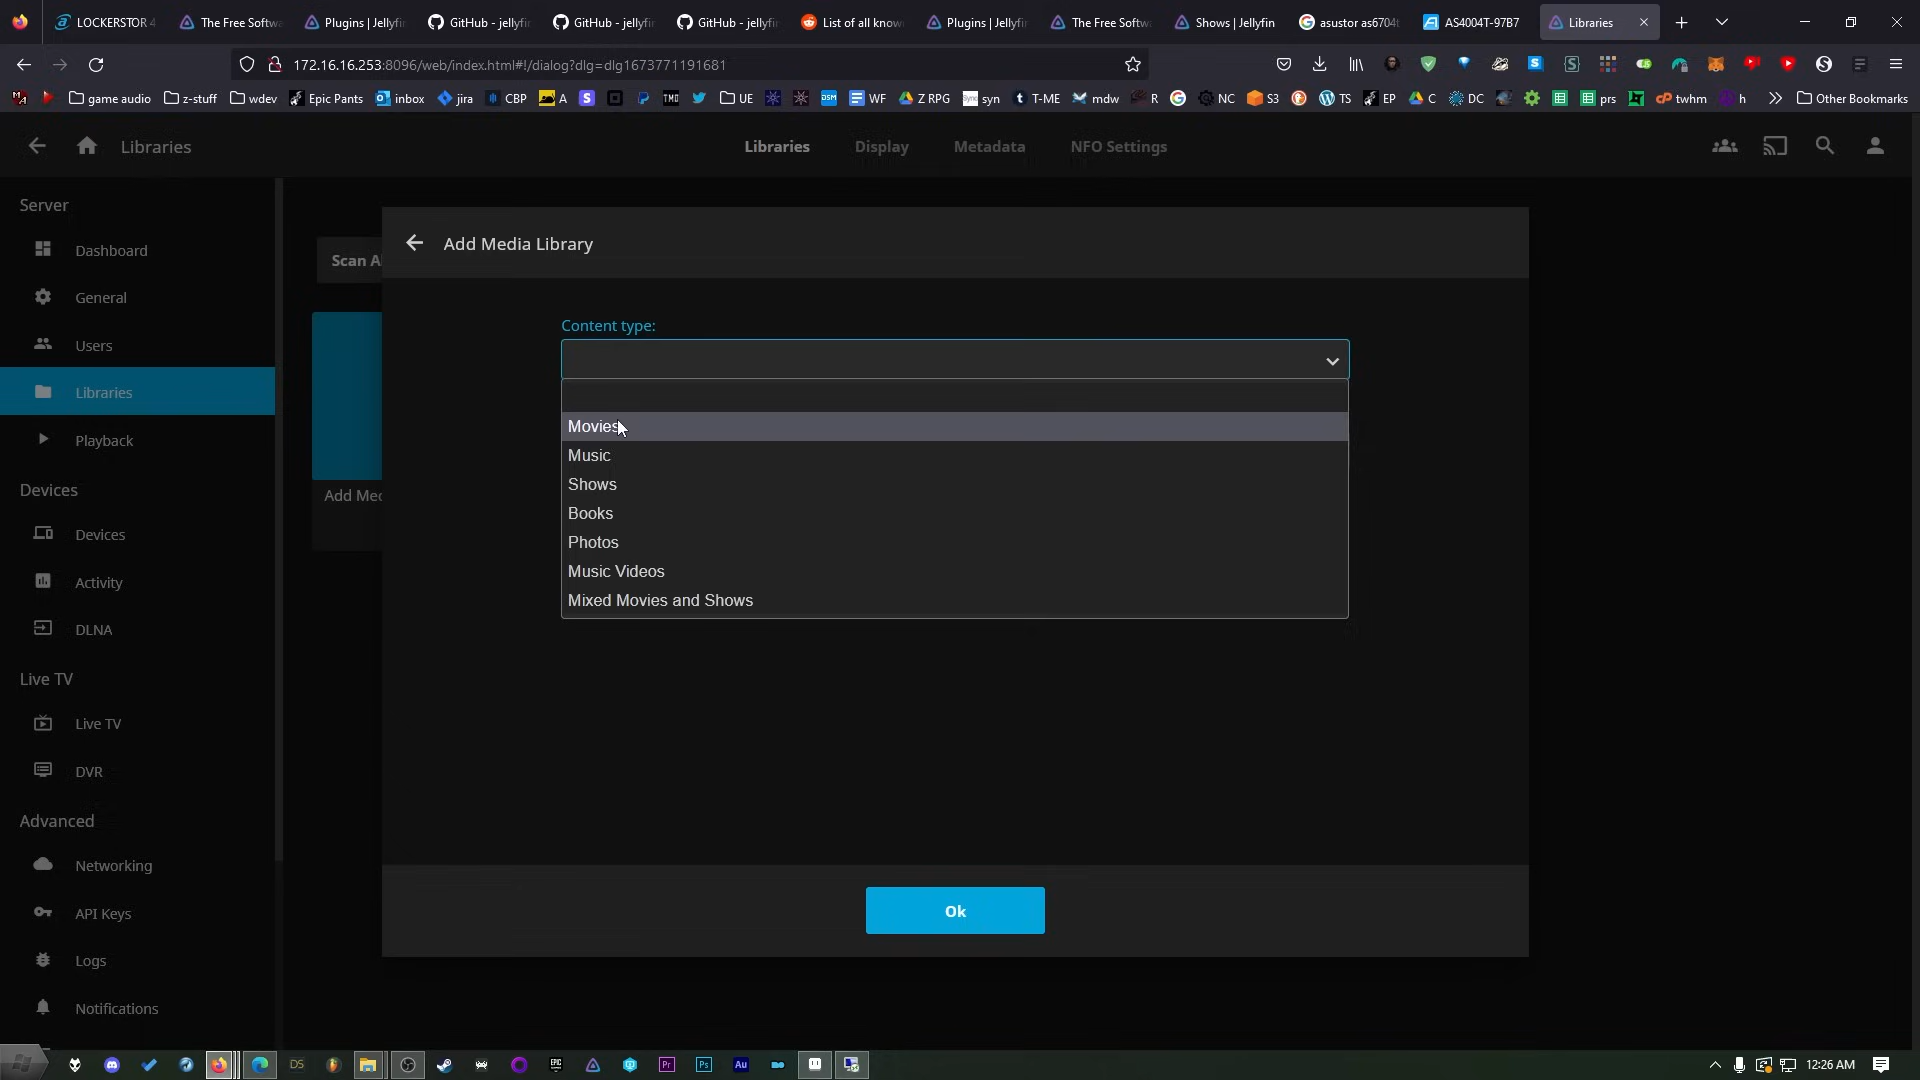 LOCKERSTOR 4
The Free Softwa
Plugins | Jellyfi
GitHub - jellyfi
GitHub - jellyfi
GitHub - jellyfi
List of all know
Plugins | Jellyfi
The Free Softw
Shows | Jellyfin
asustor as6704t
AS4004T-97B7
Libraries
172.16.16.253:8096/web/index.html#!/dialog?dlg=dlg1673771191681
game audio
z-stuff
wdev
Epic Pants
inbox
jira
CBP
A
UE
WF
Z RPG
syn
T-ME
mdw
R
NC
S3
TS
EP
C
DC
prs
twhm
h
Other Bookmarks
Libraries
Libraries
Display
Metadata
NFO Settings
Server
Dashboard
General
Users
Libraries
Playback
Devices
Devices
Activity
DLNA
Live TV
Live TV
DVR
Advanced
Networking
API Keys
Logs
Notifications
Scan A
Add Med
Add Media Library
Content type:
Movies
Music
Shows
Books
Photos
Music Videos
Mixed Movies and Shows
Ok
12:26 AM